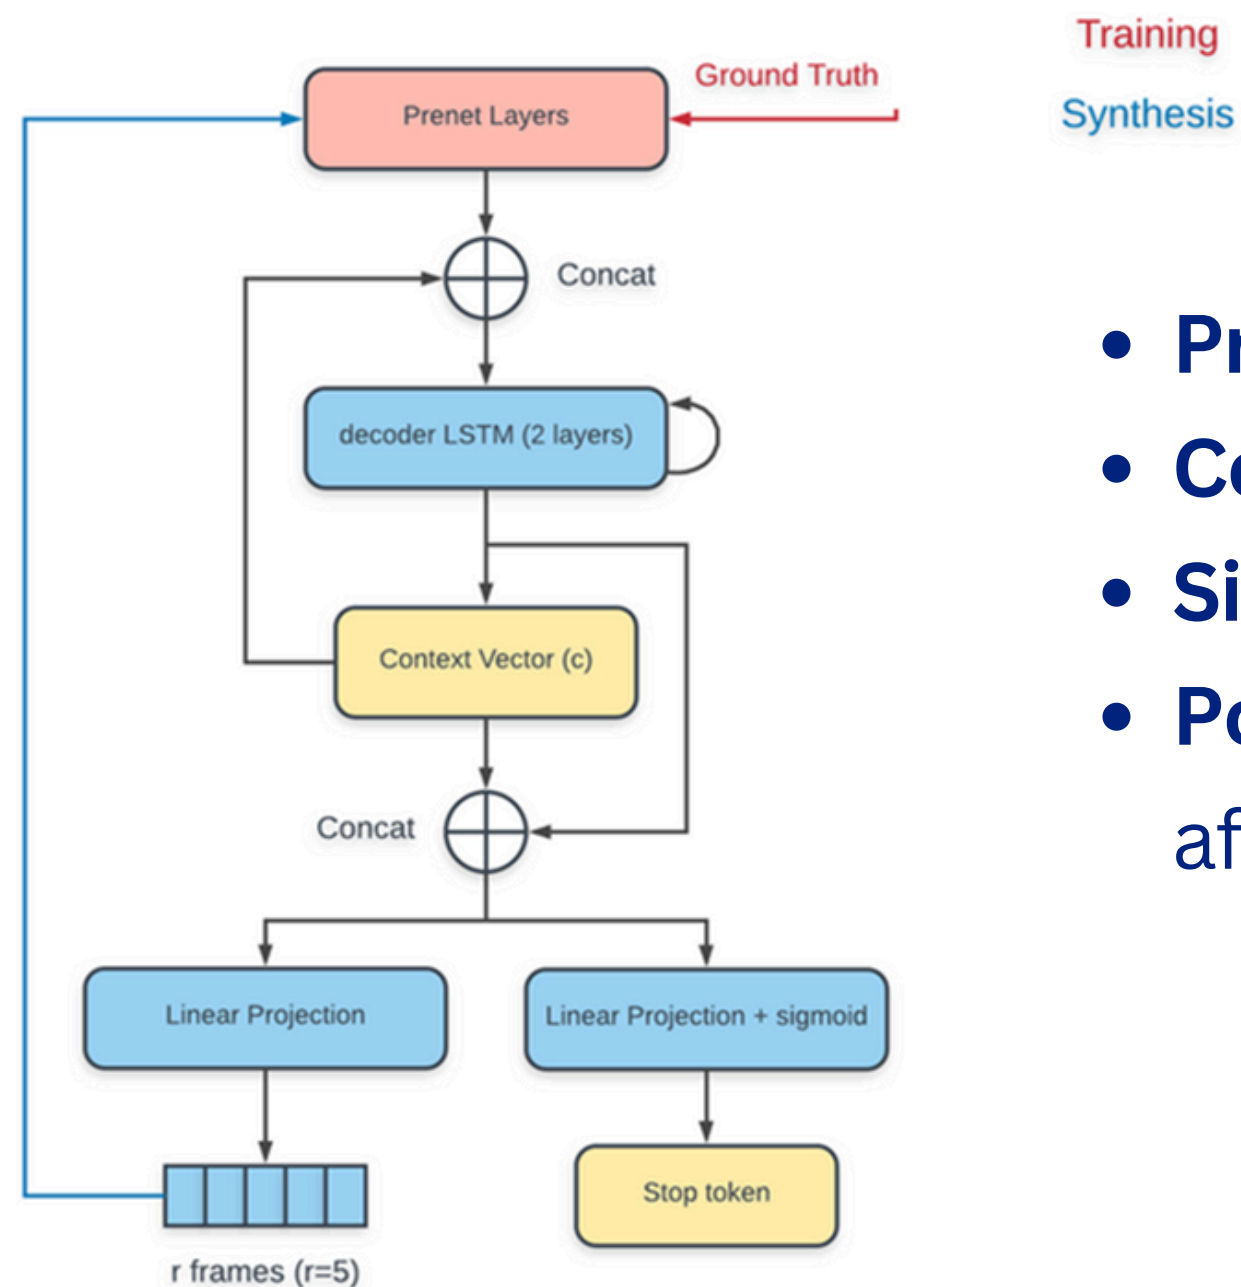 Training
Ground Truth
Prenet Layers
Synthesis
Concat
decoder LSTM (2 layers)
Context Vector (c)
Concat
Linear Projection
Linear Projection + sigmoid
Stop token
r frames (r=5)
af